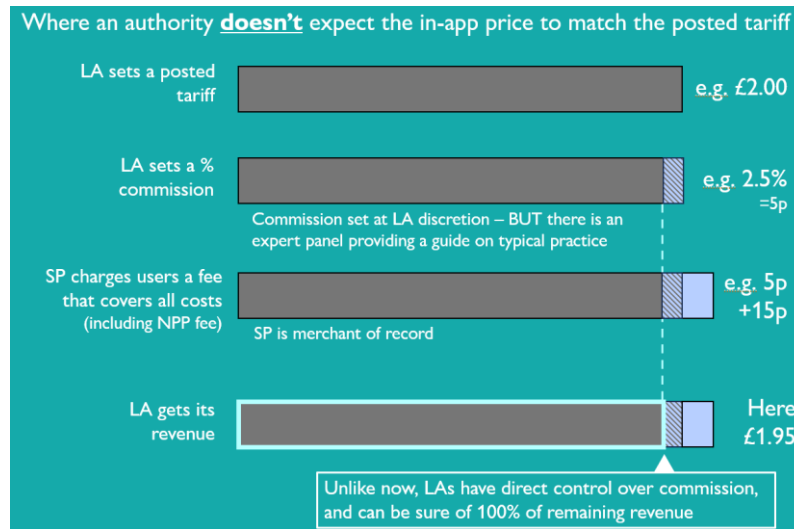 Where an authority doesn't expect the in-app price to match the posted tariff
LA sets a posted
tariff
e.g. £2.00
LA sets a %
commission
e.g. 2.5%
=5p
Commission set at LA discretion – BUT there is an
expert panel providing a guide on typical practice
SP charges users a fee
that covers all costs
(including NPP fee)
e.g. 5p
+15p
SP is merchant of record
LA gets its
revenue
Here
£1.95
Unlike now, LAs have direct control over commission,
and can be sure of 100% of remaining revenue